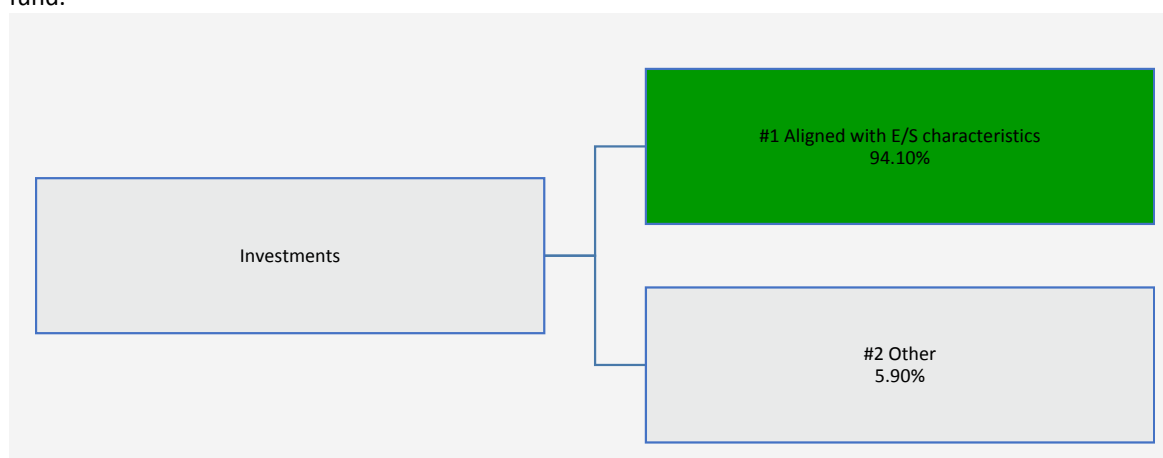 fund.
#1 Aligned with E/S characteristics
94.10%
Investments
#2 Other
5.90%